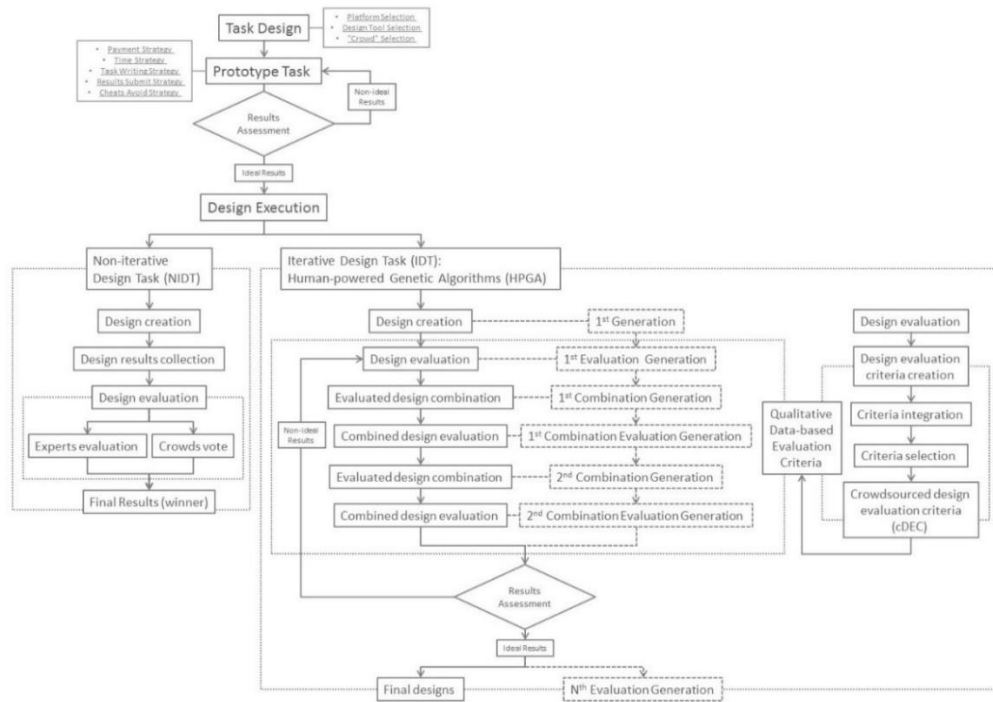 Task Design
• Platform Selection
• Design Tool Selection
• "Crowd" Selection
• Payment Strategy
• Time Strategy
• Task Writing Strategy
• Results Submit Strategy
• Cheats Avoid Strategy
Prototype Task
Non-ideal
Results
Results
Assessment
Ideal Results
Design Execution
Non-iterative
Design Task (NIDT)
Design creation
Design results collection
Design evaluation
Experts evaluation
Crowds vote
Final Results (winner)
Iterative Design Task (IDT):
Human-powered Genetic Algorithms (HPGA)
Design creation
1st Generation
Design evaluation
1st Evaluation Generation
Evaluated design combination
1st Combination Generation
Combined design evaluation
1st Combination Evaluation Generation
Evaluated design combination
2nd Combination Generation
Combined design evaluation
2nd Combination Evaluation Generation
Non-ideal
Results
Results
Assessment
Ideal Results
Final designs
Nth Evaluation Generation
Qualitative
Data-based
Evaluation
Criteria
Design evaluation
Design evaluation
criteria creation
Criteria integration
Criteria selection
Crowdsourced design
evaluation criteria
(cDEC)